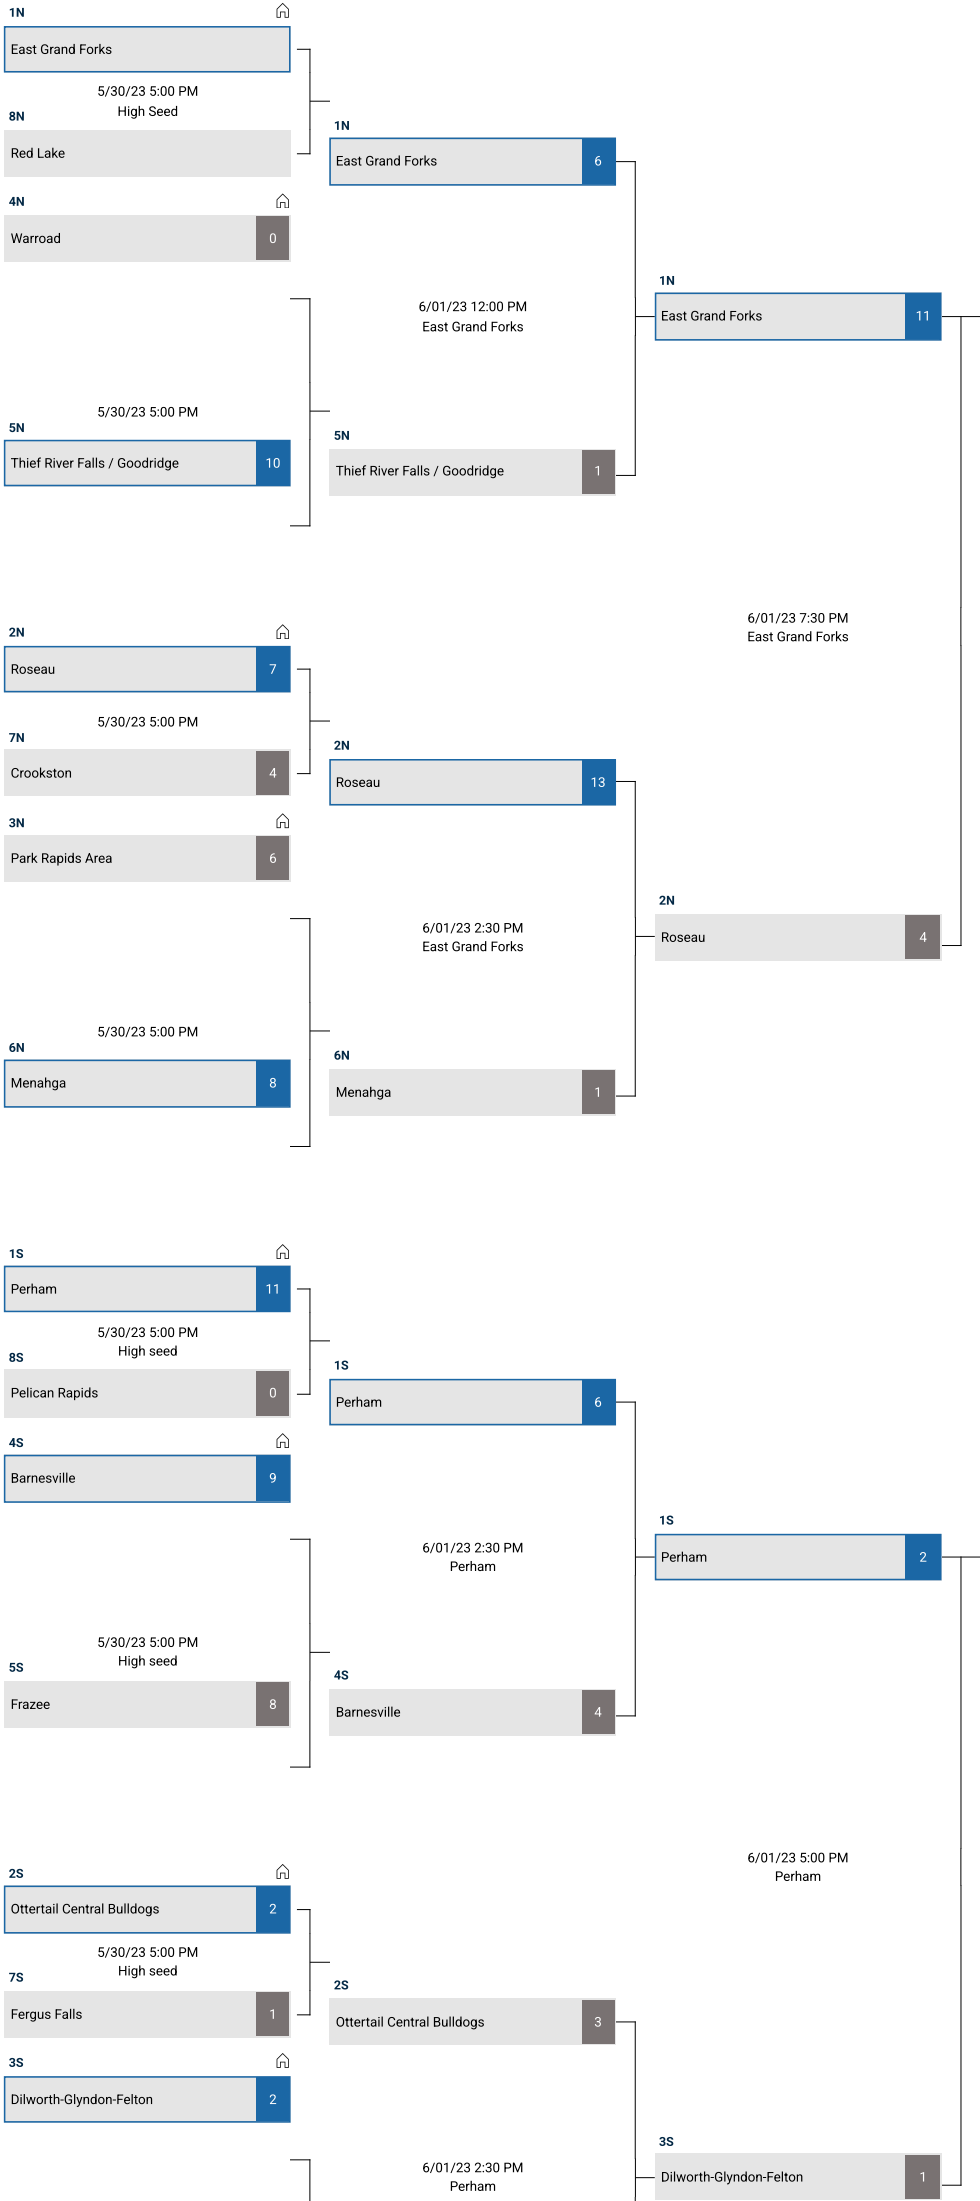 1N
East Grand Forks
5/30/23 5:00 PM
High Seed
8N
Red Lake
1N
East Grand Forks 6
4N
Warroad 0
1N
East Grand Forks 11
6/01/23 12:00 PM
East Grand Forks
5/30/23 5:00 PM
5N
Thief River Falls / Goodridge 10
5N
Thief River Falls / Goodridge 1
6/01/23 7:30 PM
East Grand Forks
2N
Roseau 7
5/30/23 5:00 PM
7N
Crookston 4
2N
Roseau 13
3N
Park Rapids Area 6
2N
Roseau 4
6/01/23 2:30 PM
East Grand Forks
5/30/23 5:00 PM
6N
Menahga 8
6N
Menahga 1
1S
Perham 11
5/30/23 5:00 PM
High seed
8S
Pelican Rapids 0
1S
Perham 6
4S
Barnesville 9
1S
Perham 2
6/01/23 2:30 PM
Perham
5/30/23 5:00 PM
High seed
5S
Frazee 8
4S
Barnesville 4
6/01/23 5:00 PM
Perham
2S
Ottertail Central Bulldogs 2
5/30/23 5:00 PM
High seed
7S
Fergus Falls 1
2S
Ottertail Central Bulldogs 3
3S
Dilworth-Glyndon-Felton 2
3S
Dilworth-Glyndon-Felton 1
6/01/23 2:30 PM
Perham